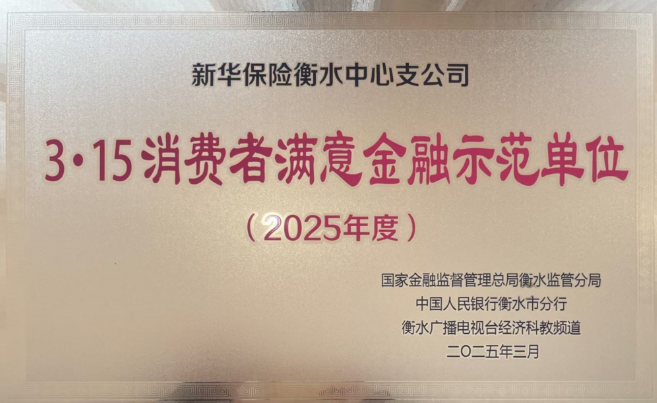 新华保险衡水中心支公司
3·15消费者满意金融示范单位
（2025年度）
国家金融监督管理总局衡水监管分局
中国人民银行衡水市分行
衡水广播电视台经济科教频道
二〇二五年三月